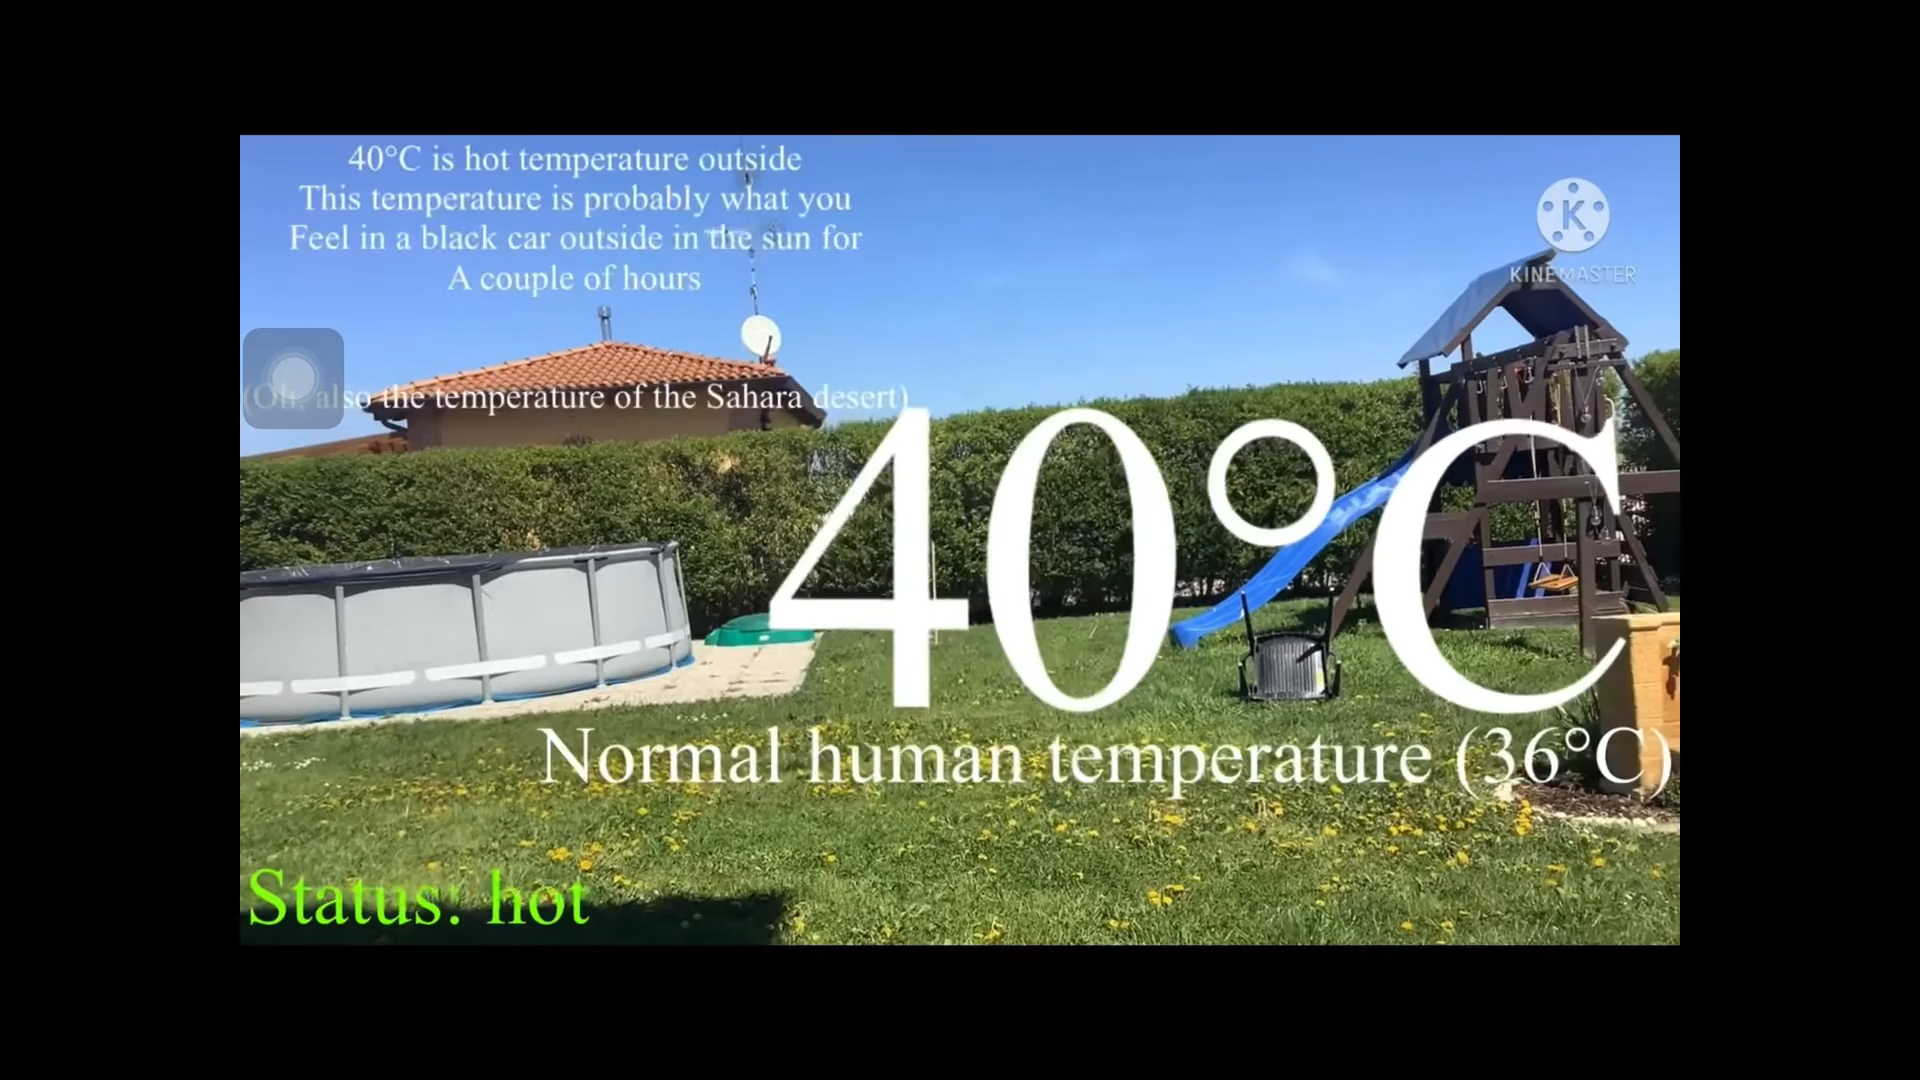 40°C is hot temperature outside
This temperature is probably what you
Feel in a black car outside in the sun for
A couple of hours
K
KINEMASTER
(Oh, also the temperature of the Sahara desert)
40°C
Normal human temperature (36°C)
Status: hot